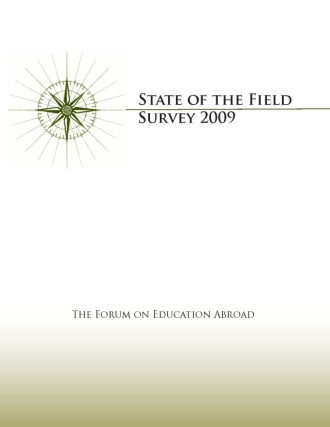 State of the Field
Survey 2009
The Forum on Education Abroad